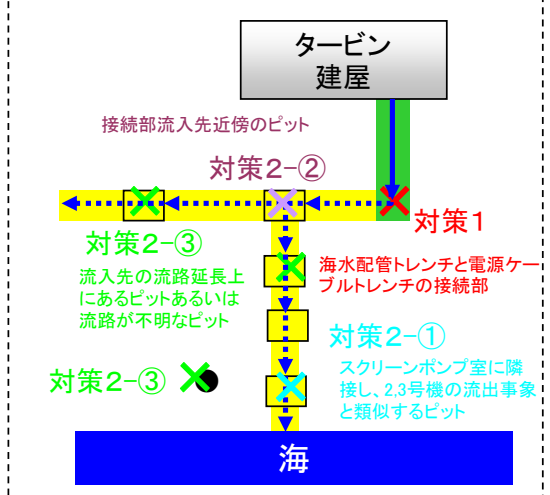 タービン
建屋
接続部流入先近傍のピット
対策2-②
対策1
対策2-③
海水配管トレンチと電源ケー
ブルトレンチの接続部
流入先の流路延長上
にあるピットあるいは
流路が不明なピット
対策2-①
スクリーンポンプ室に隣
接し、2,3号機の流出事象
と類似するピット
対策2-③
海